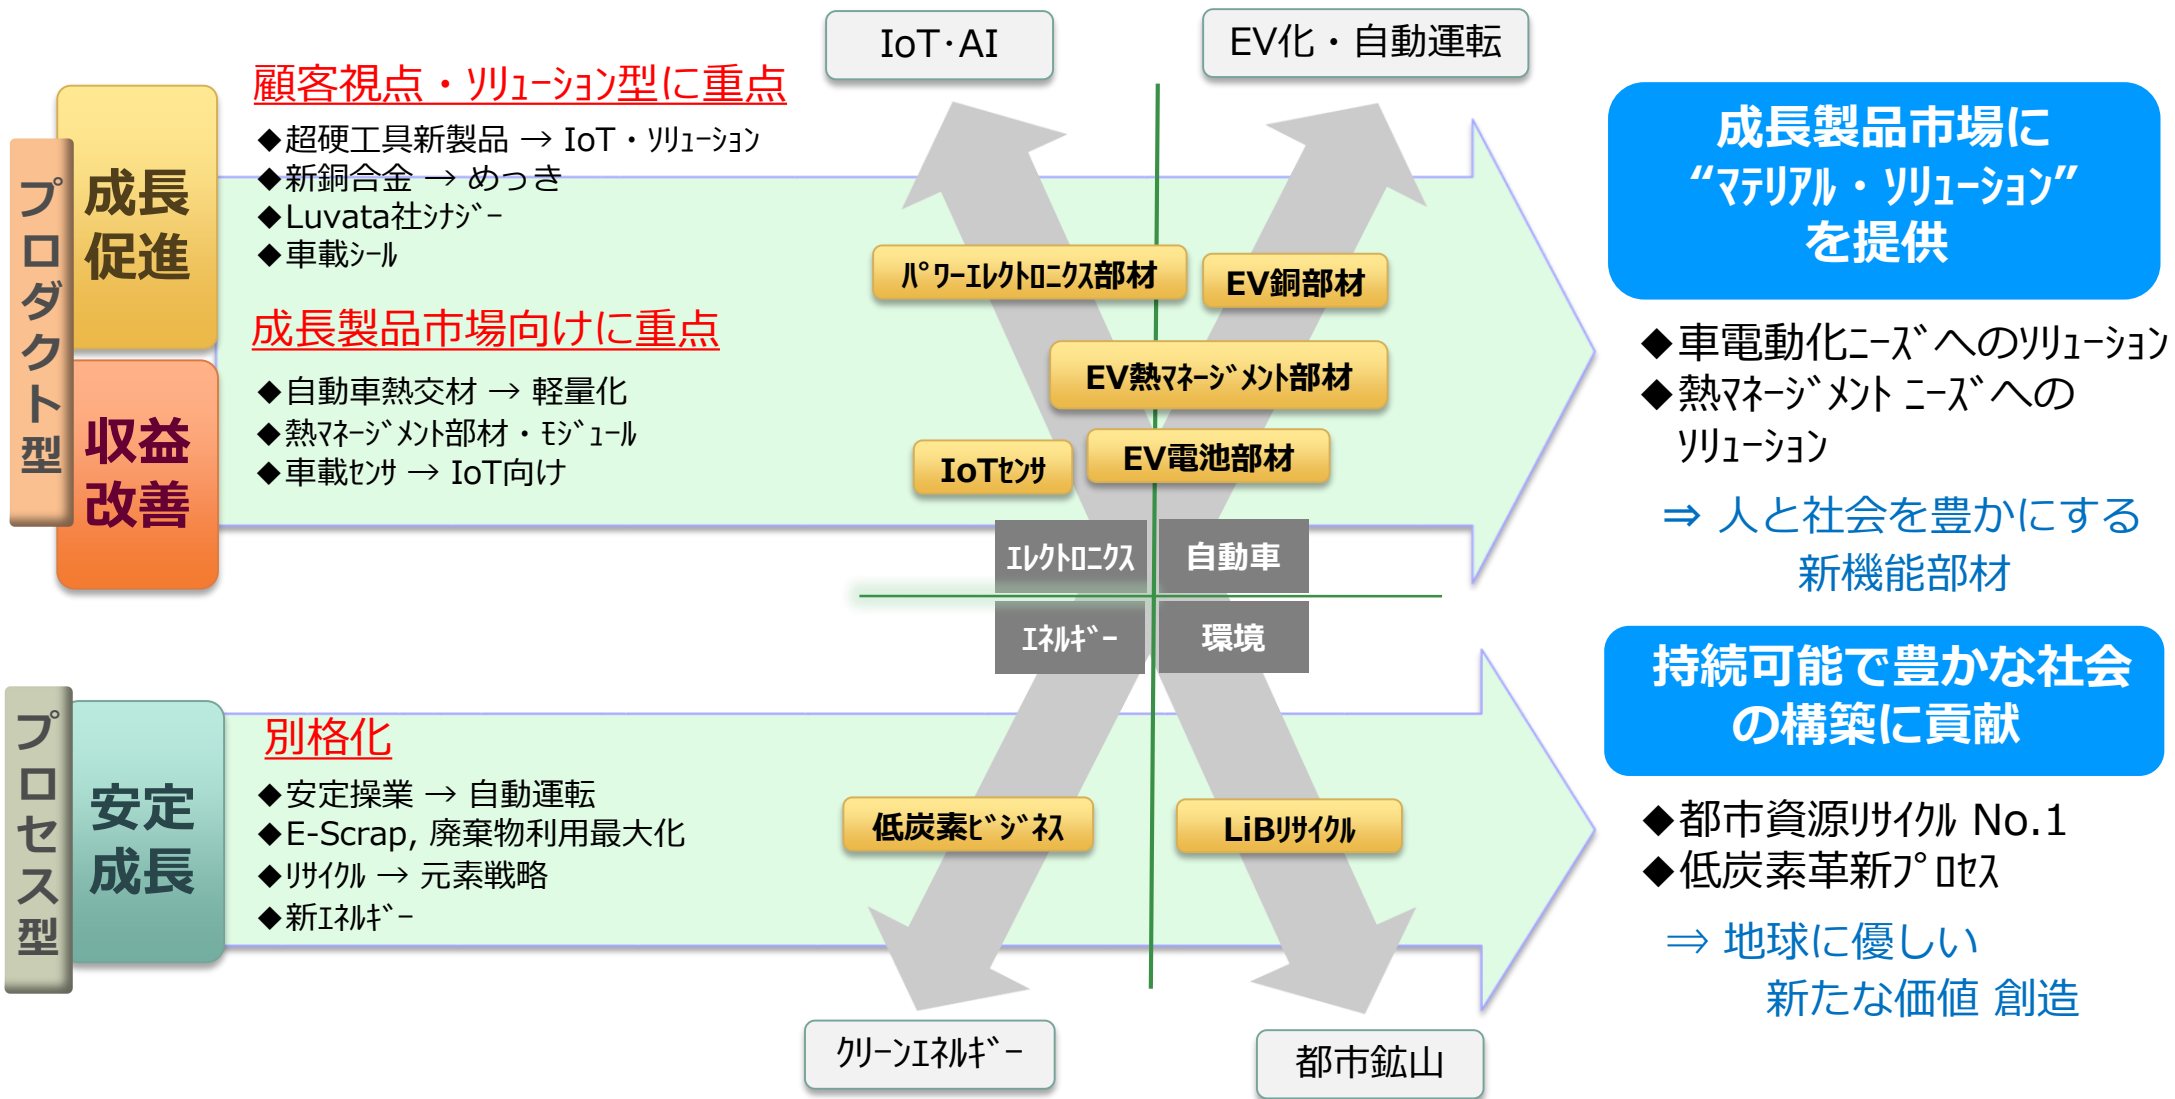 プロダクト型
成長
促進
収益
改善
顧客視点・ｿﾘｭｰｼｮﾝ型に重点
◆超硬工具新製品 → IoT・ｿﾘｭｰｼｮﾝ
◆新銅合金 → めっき
◆Luvata社ｼﾅｼﾞｰ
◆車載ｼｰﾙ
成長製品市場向けに重点
◆自動車熱交材 → 軽量化
◆熱ﾏﾈｰｼﾞﾒﾝﾄ部材・ﾓｼﾞｭｰﾙ
◆車載ｾﾝｻ → IoT向け
IoT･AI
EV化・自動運転
ﾊﾟﾜｰｴﾚｸﾄﾛﾆｸｽ部材
EV銅部材
EV熱ﾏﾈｰｼﾞﾒﾝﾄ部材
IoTｾﾝｻ
EV電池部材
ｴﾚｸﾄﾛﾆｸｽ
自動車
ｴﾈﾙｷﾞｰ
環境
成長製品市場に
“ﾏﾃﾘｱﾙ・ｿﾘｭｰｼｮﾝ”
を提供
◆車電動化ﾆｰｽﾞへのｿﾘｭｰｼｮﾝ
◆熱ﾏﾈｰｼﾞﾒﾝﾄ ﾆｰｽﾞへの
ｿﾘｭｰｼｮﾝ
⇒ 人と社会を豊かにする
新機能部材
プロセス型
安定
成長
別格化
◆安定操業 → 自動運転
◆E-Scrap, 廃棄物利用最大化
◆ﾘｻｲｸﾙ → 元素戦略
◆新ｴﾈﾙｷﾞｰ
低炭素ﾋﾞｼﾞﾈｽ
LiBﾘｻｲｸﾙ
ｸﾘｰﾝｴﾈﾙｷﾞｰ
都市鉱山
持続可能で豊かな社会
の構築に貢献
◆都市資源ﾘｻｲｸﾙ No.1
◆低炭素革新ﾌﾟﾛｾｽ
⇒ 地球に優しい
新たな価値 創造